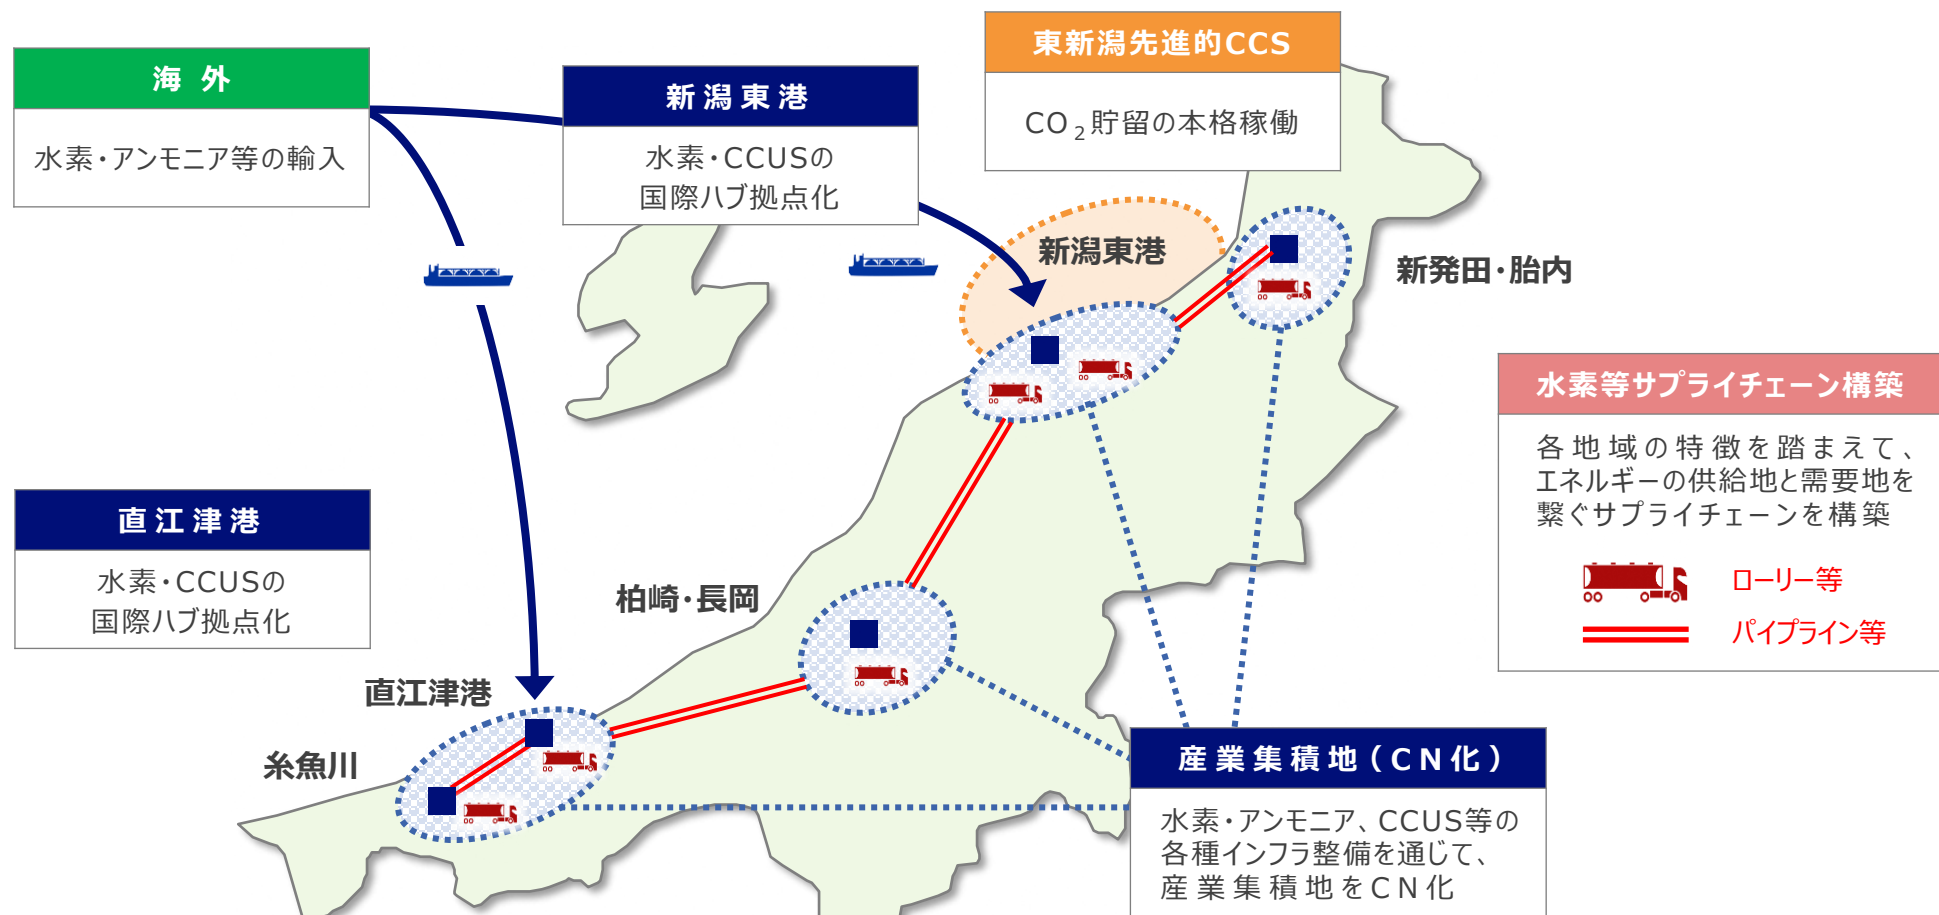 海外
水素・アンモニア等の輸入
新潟東港
水素・CCUSの
国際ハブ拠点化
東新潟先進的CCS
CO₂貯留の本格稼働
新潟東港
新発田・胎内
水素等サプライチェーン構築
各地域の特徴を踏まえて、
エネルギーの供給地と需要地を
繋ぐサプライチェーンを構築
ローリー等
パイプライン等
直江津港
水素・CCUSの
国際ハブ拠点化
柏崎・長岡
直江津港
糸魚川
産業集積地（CN化）
水素・アンモニア、CCUS等の
各種インフラ整備を通じて、
産業集積地をCN化